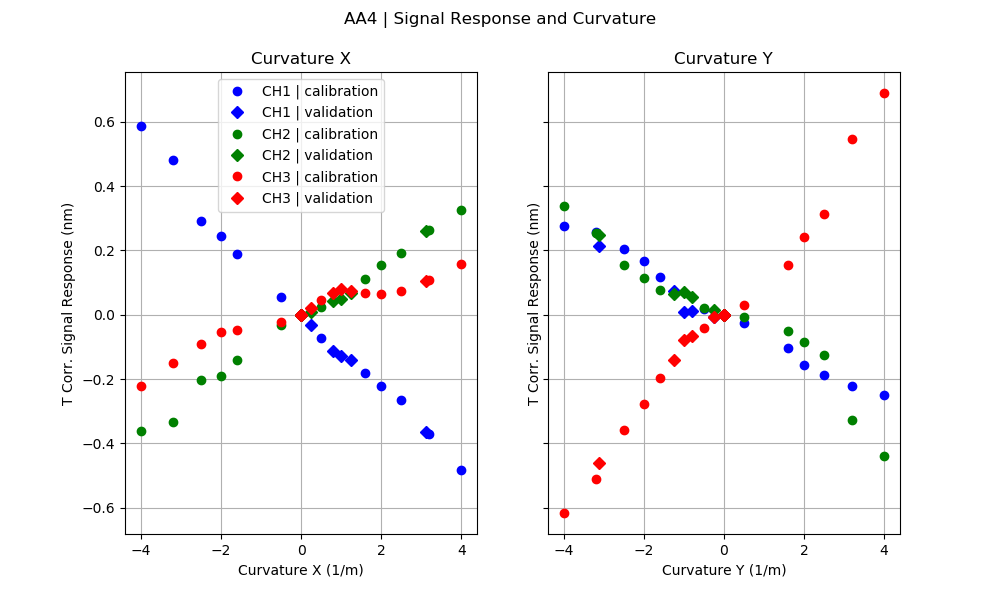 AA4 | Signal Response and Curvature
Curvature X
T Corr. Signal Response (nm)
0.6
0.4
0.2
0.0
−0.2
−0.4
−0.6
CH1 | calibration
CH1 | validation
CH2 | calibration
CH2 | validation
CH3 | calibration
CH3 | validation
−4 −2 0 2 4
Curvature X (1/m)
Curvature Y
T Corr. Signal Response (nm)
−4 −2 0 2 4
Curvature Y (1/m)